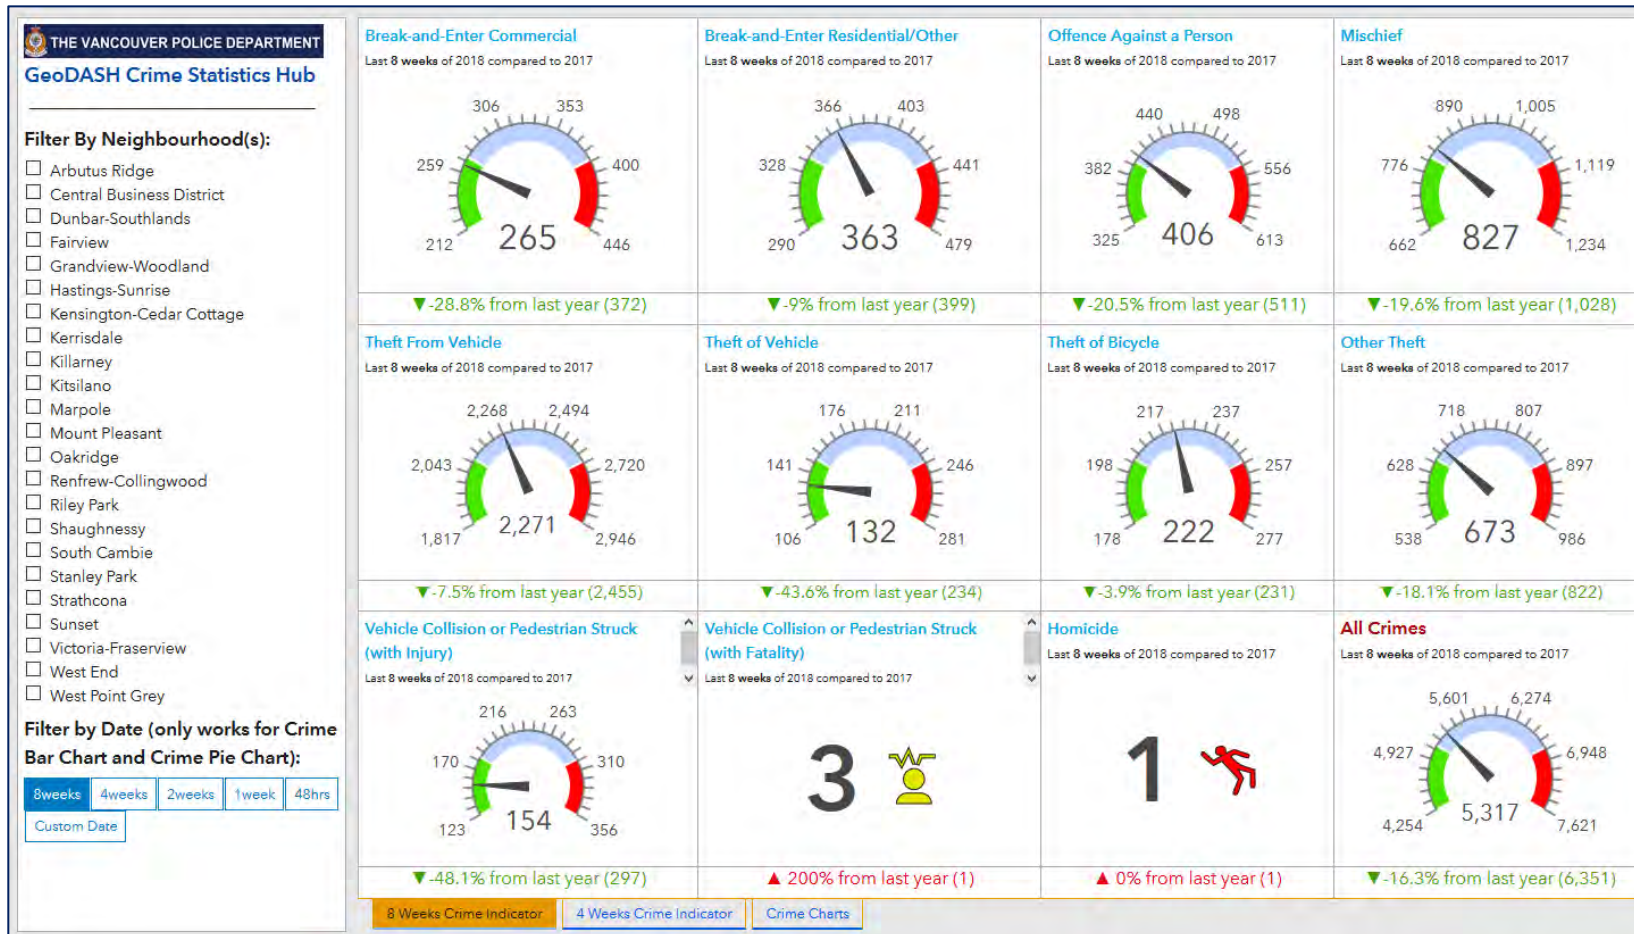 THE VANCOUVER POLICE DEPARTMENT
GeoDASH Crime Statistics Hub
Filter By Neighbourhood(s):
Arbutus Ridge
Central Business District
Dunbar-Southlands
Fairview
Grandview-Woodland
Hastings-Sunrise
Kensington-Cedar Cottage
Kerrisdale
Killarney
Kitsilano
Marpole
Mount Pleasant
Oakridge
Renfrew-Collingwood
Riley Park
Shaughnessy
South Cambie
Stanley Park
Strathcona
Sunset
Victoria-Fraserview
West End
West Point Grey
Filter by Date (only works for Crime
Bar Chart and Crime Pie Chart):
8weeks 4weeks 2weeks 1week 48hrs
Custom Date
Break-and-Enter Commercial
Last 8 weeks of 2018 compared to 2017
306 353
259 400
212 265 446
▼-28.8% from last year (372)
Break-and-Enter Residential/Other
Last 8 weeks of 2018 compared to 2017
366 403
328 441
290 363 479
▼-9% from last year (399)
Offence Against a Person
Last 8 weeks of 2018 compared to 2017
440 498
382 556
325 406 613
▼-20.5% from last year (511)
Mischief
Last 8 weeks of 2018 compared to 2017
890 1,005
776 1,119
662 827 1,234
▼-19.6% from last year (1,028)
Theft From Vehicle
Last 8 weeks of 2018 compared to 2017
2,268 2,494
2,043 2,720
1,817 2,271 2,946
▼-7.5% from last year (2,455)
Theft of Vehicle
Last 8 weeks of 2018 compared to 2017
176 211
141 246
106 132 281
▼-43.6% from last year (234)
Theft of Bicycle
Last 8 weeks of 2018 compared to 2017
217 237
198 257
178 222 277
▼-3.9% from last year (231)
Other Theft
Last 8 weeks of 2018 compared to 2017
718 807
628 897
538 673 986
▼-18.1% from last year (822)
Vehicle Collision or Pedestrian Struck
(with Injury)
Last 8 weeks of 2018 compared to 2017
216 263
170 310
123 154 356
▼-48.1% from last year (297)
Vehicle Collision or Pedestrian Struck
(with Fatality)
Last 8 weeks of 2018 compared to 2017
3
▲ 200% from last year (1)
Homicide
Last 8 weeks of 2018 compared to 2017
1
▲ 0% from last year (1)
All Crimes
Last 8 weeks of 2018 compared to 2017
5,601 6,274
4,927 6,948
4,254 5,317 7,621
▼-16.3% from last year (6,351)
8 Weeks Crime Indicator 4 Weeks Crime Indicator Crime Charts